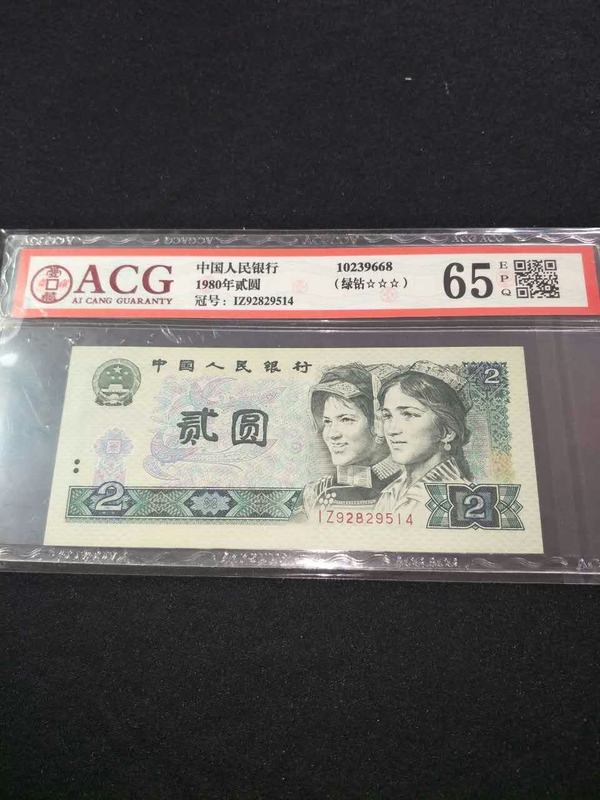 ACG
AI CANG GUARANTY
中国人民银行
1980年贰圆
冠号：IZ92829514
10239668
（绿钻☆☆☆）
65
EPQ
中国人民银行
贰圆
2
2
2
IZ92829514